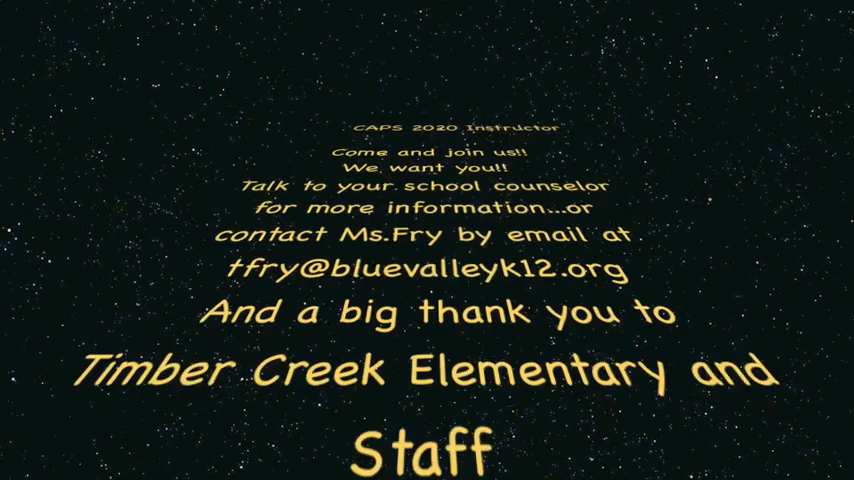 CAPS 2020 Instructor
Come and join us!!
We want you!!
Talk to your school counselor
for more information...or
contact Ms.Fry by email at
tfry@bluevalleyk12.org
And a big thank you to
Timber Creek Elementary and
Staff